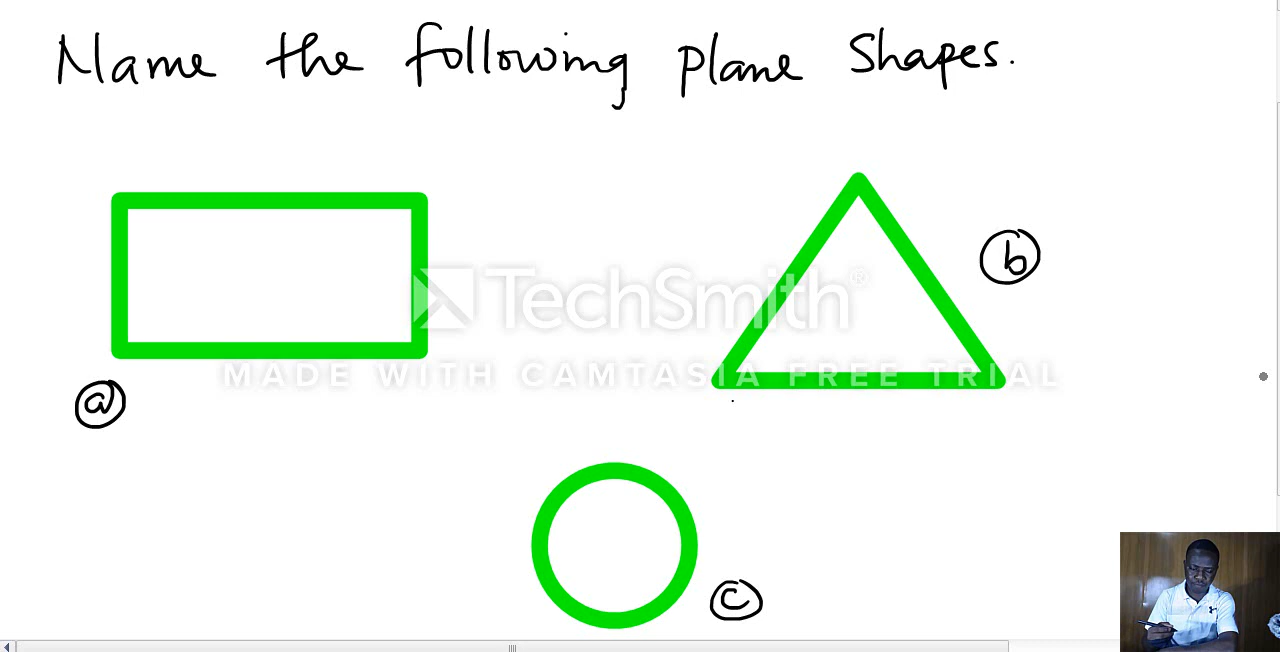 Name the following plane shapes.
b
TechSmith®
MADE WITH CAMTASIA FREE TRIAL
a
c